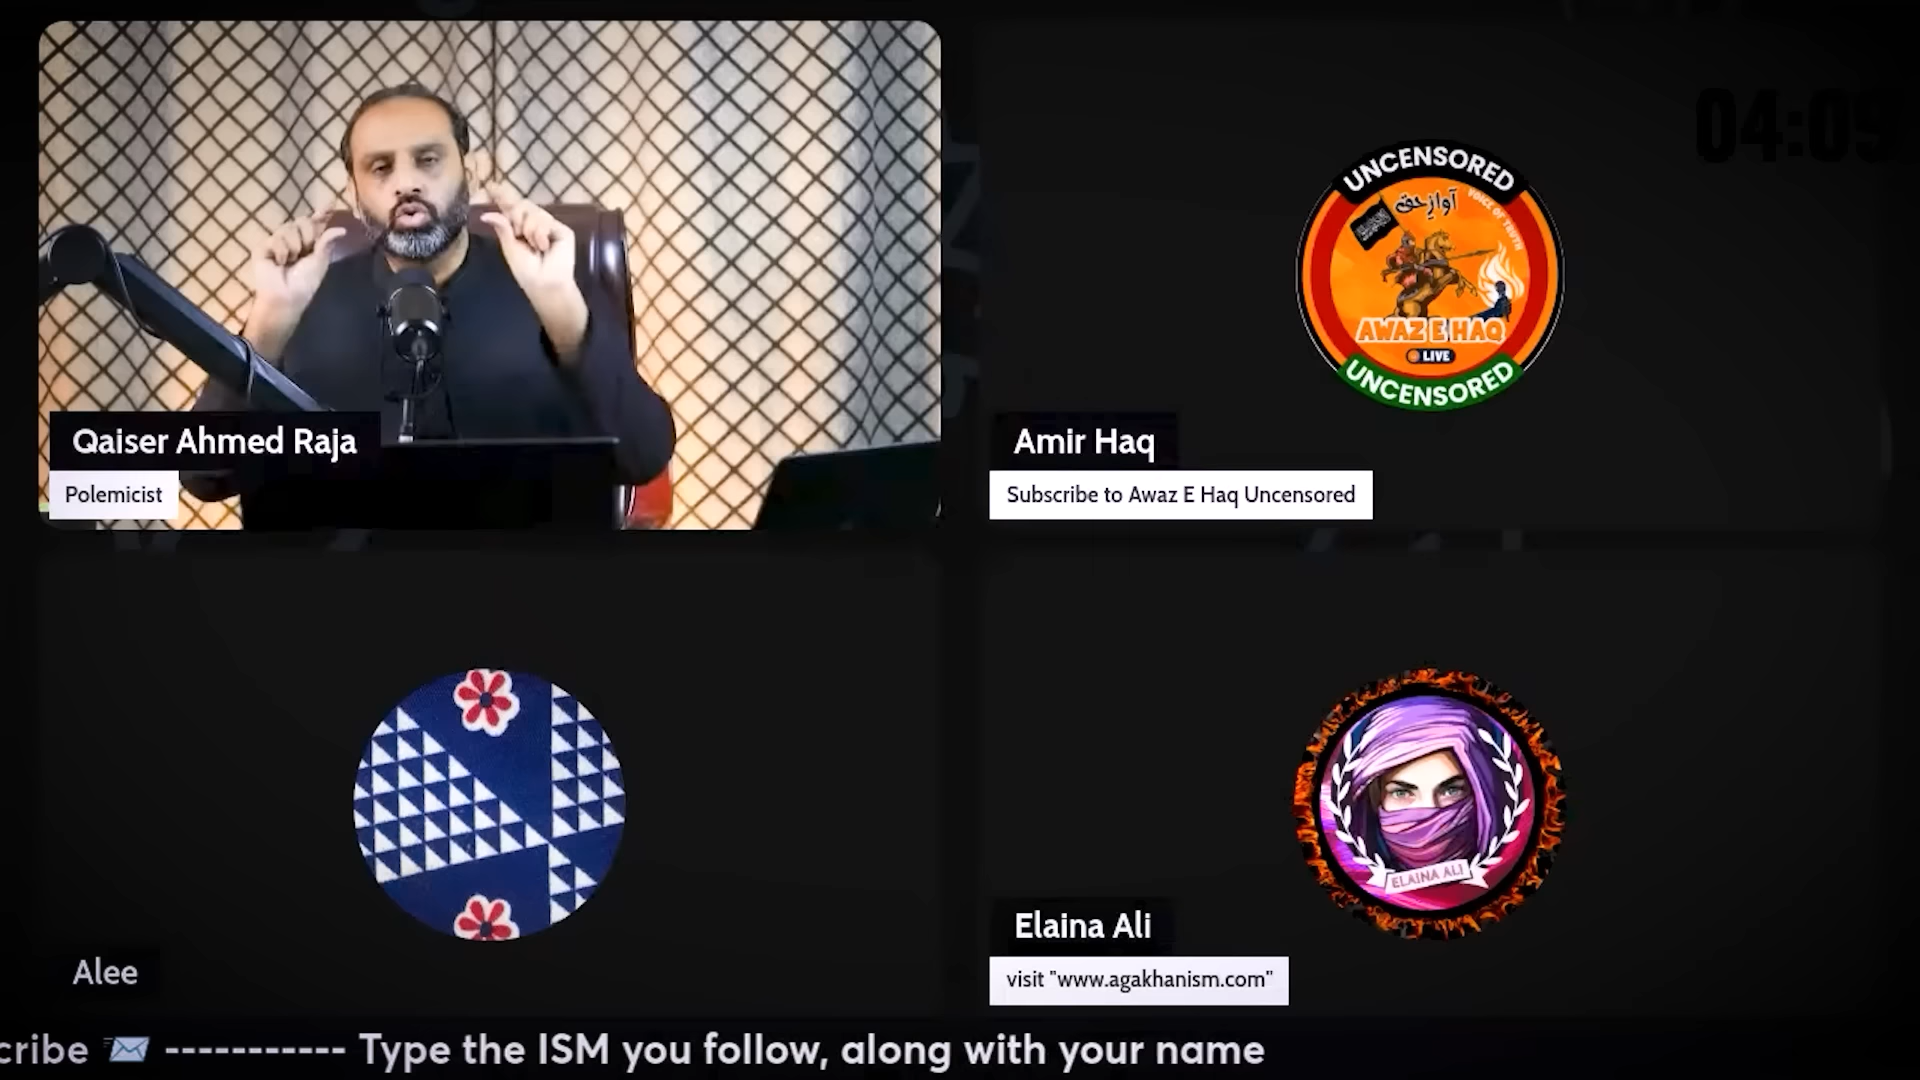 04:09
Qaiser Ahmed Raja
Polemicist
UNCENSORED
آواز حق
VOICE OF TRUTH
AWAZ E HAQ
LIVE
UNCENSORED
Amir Haq
Subscribe to Awaz E Haq Uncensored
Alee
ELAINA ALI
Elaina Ali
visit "www.agakhanism.com"
cribe 📨 ----------- Type the ISM you follow, along with your name